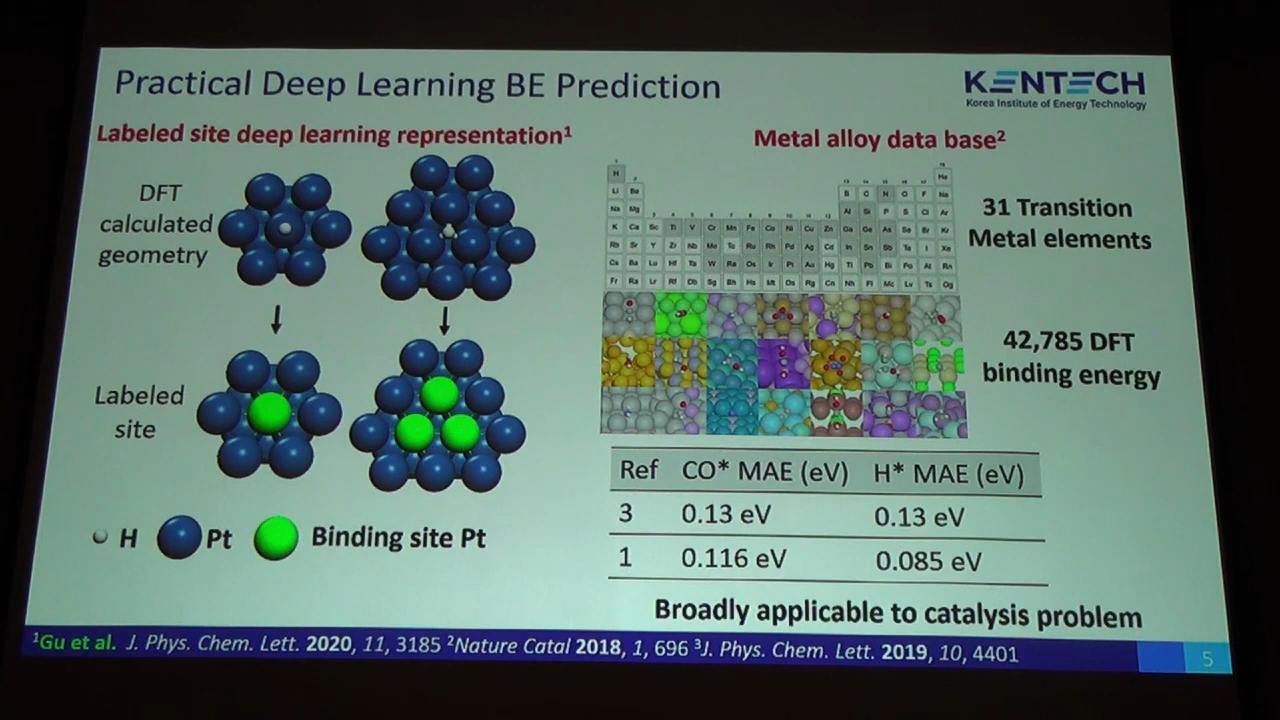 Practical Deep Learning BE Prediction
KENTECH
Korea Institute of Energy Technology
Labeled site deep learning representation¹
DFT
calculated
geometry
Labeled
site
H
Pt
Binding site Pt
Metal alloy data base²
31 Transition
Metal elements
42,785 DFT
binding energy
Ref CO* MAE (eV) H* MAE (eV)
3 0.13 eV 0.13 eV
1 0.116 eV 0.085 eV
Broadly applicable to catalysis problem
¹Gu et al. J. Phys. Chem. Lett. 2020, 11, 3185 ²Nature Catal 2018, 1, 696 ³J. Phys. Chem. Lett. 2019, 10, 4401
5